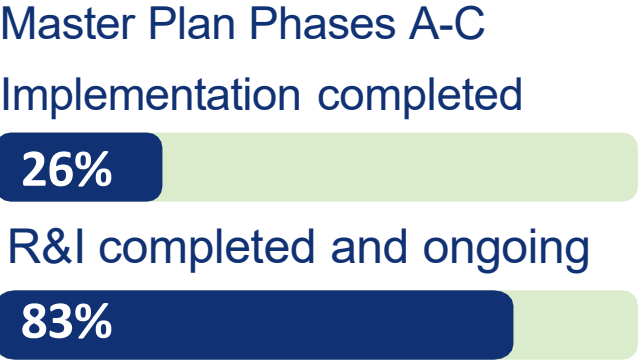 Master Plan Phases A-C
Implementation completed
26%
R&I completed and ongoing
83%